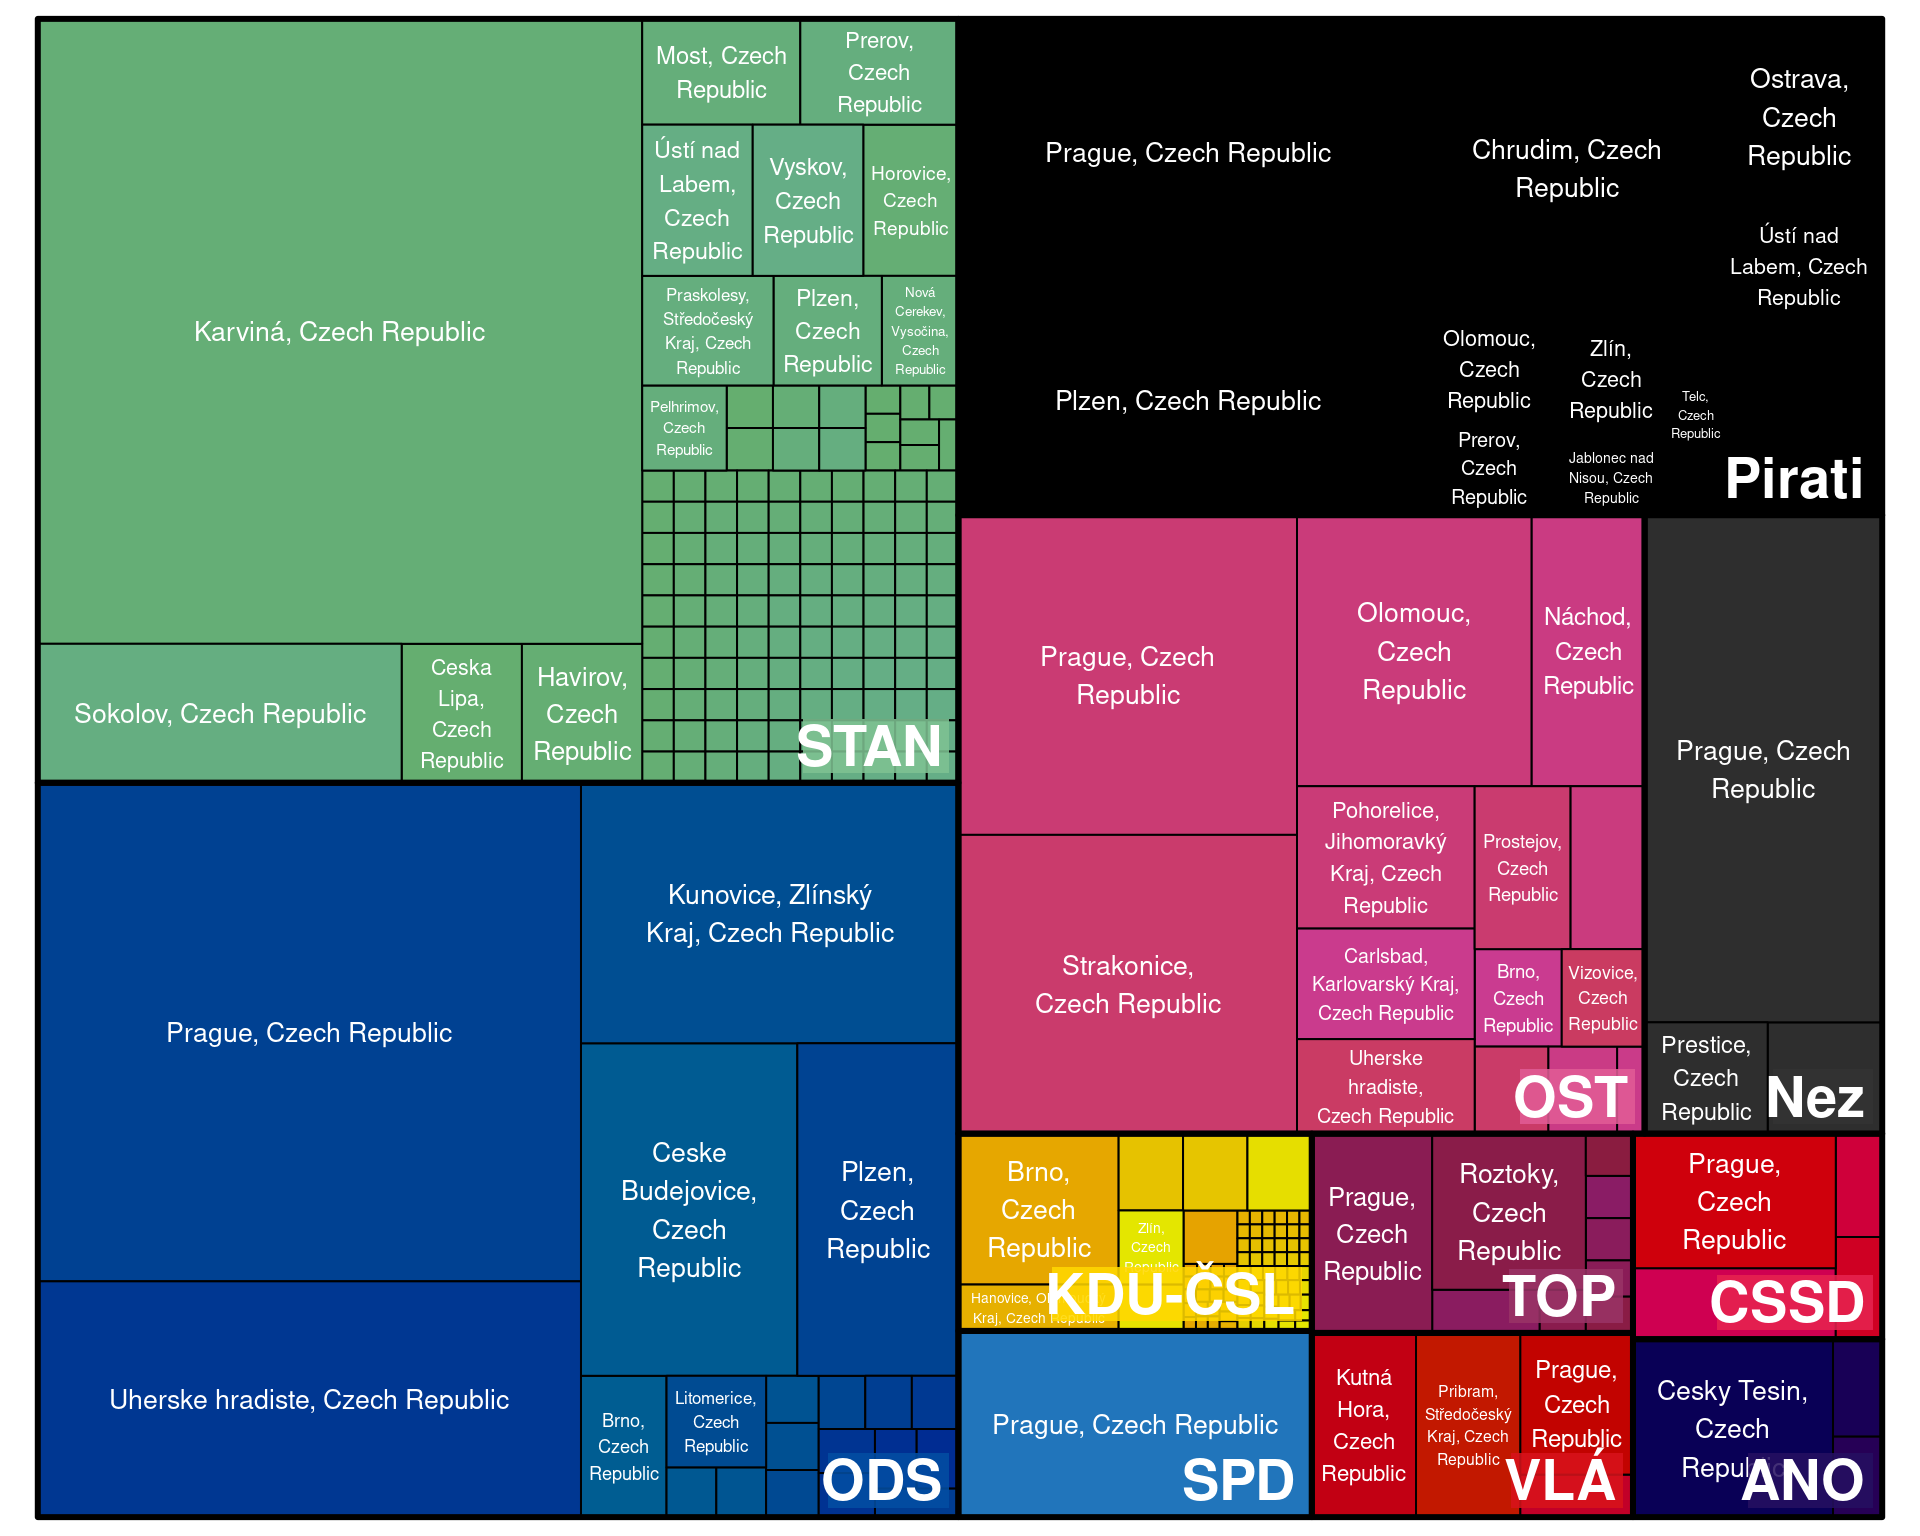 Karviná, Czech Republic
Sokolov, Czech Republic
Ceska
Lipa,
Czech
Republic
Havirov,
Czech
Republic
Most, Czech
Republic
Prerov,
Czech
Republic
Ústí nad
Labem,
Czech
Republic
Vyskov,
Czech
Republic
Horovice,
Czech
Republic
Praskolesy,
Středočeský
Kraj, Czech
Republic
Plzen,
Czech
Republic
Nová
Cerekev,
Vysočina,
Czech
Republic
Pelhrimov,
Czech
Republic
STAN
Prague, Czech Republic
Plzen, Czech Republic
Chrudim, Czech
Republic
Ostrava,
Czech
Republic
Ústí nad
Labem, Czech
Republic
Olomouc,
Czech
Republic
Zlín,
Czech
Republic
Telc,
Czech
Republic
Prerov,
Czech
Republic
Jablonec nad
Nisou, Czech
Republic
Pirati
Prague, Czech Republic
Uherske hradiste, Czech Republic
Kunovice, Zlínský
Kraj, Czech Republic
Ceske
Budejovice,
Czech
Republic
Plzen,
Czech
Republic
Brno,
Czech
Republic
Litomerice,
Czech
Republic
ODS
Prague, Czech
Republic
Strakonice,
Czech Republic
Olomouc,
Czech
Republic
Náchod,
Czech
Republic
Pohorelice,
Jihomoravký
Kraj, Czech
Republic
Prostejov,
Czech
Republic
Carlsbad,
Karlovarský Kraj,
Czech Republic
Brno,
Czech
Republic
Vizovice,
Czech
Republic
Uherske
hradiste,
Czech Republic
OST
Prague, Czech
Republic
Prestice,
Czech
Republic
Nez
Brno,
Czech
Republic
Zlín,
Czech
Republic
Hanovice,
Kraj, Czech Republic
KDU-ČSL
Prague,
Czech
Republic
Roztoky,
Czech
Republic
TOP
Prague,
Czech
Republic
CSSD
Prague, Czech Republic
SPD
Kutná
Hora,
Czech
Republic
Pribram,
Středočeský
Kraj, Czech
Republic
Prague,
Czech
Republic
VLÁ
Cesky Tesin,
Czech
Republic
ANO